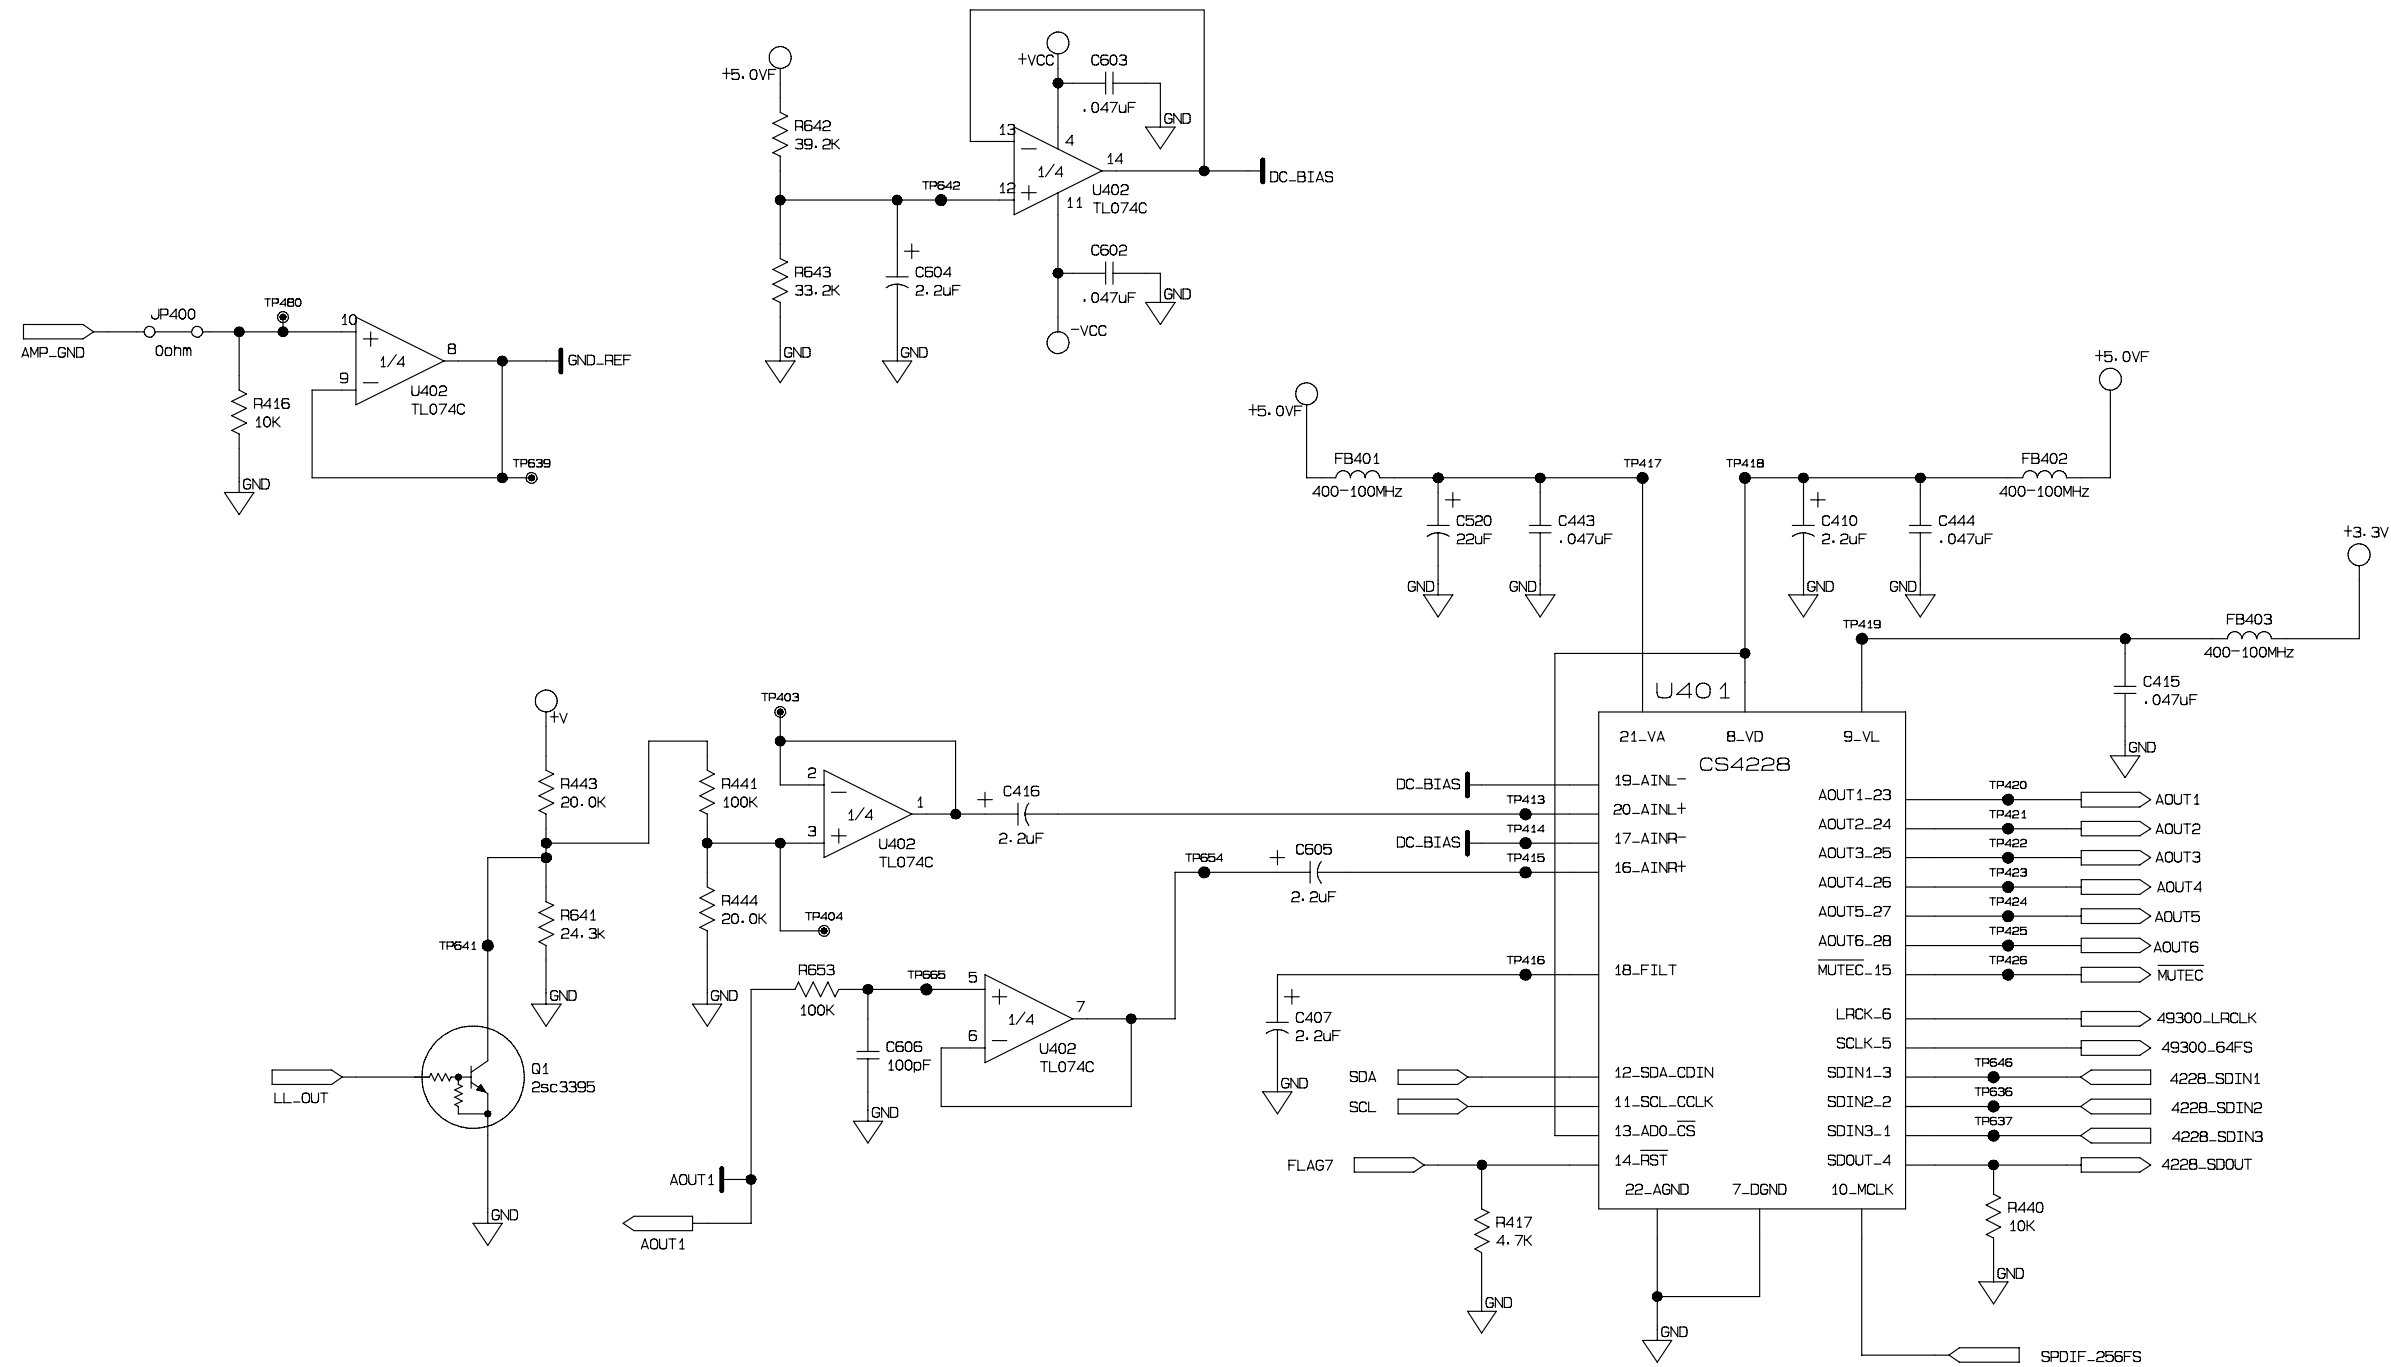 +5.0VF
R642
39.2K
R643
33.2K
GND
TP642
C604
2.2uF
GND
+VCC
C603
.047uF
GND
13
4
1/4
14
12
11
U402
TL074C
DC_BIAS
C602
.047uF
GND
-VCC
AMP_GND
JP400
0ohm
TP480
R416
10K
GND
10
9
8
1/4
U402
TL074C
GND_REF
TP639
+5.0VF
FB401
400-100MHz
C520
22uF
GND
C443
.047uF
GND
TP417
TP418
C410
2.2uF
GND
C444
.047uF
GND
FB402
400-100MHz
+5.0VF
+3.3V
TP419
FB403
400-100MHz
C415
.047uF
GND
+V
R443
20.0K
R641
24.3K
GND
TP641
LL_OUT
Q1
2sc3395
GND
R441
100K
R444
20.0K
GND
TP403
TP404
2
3
1
1/4
U402
TL074C
C416
2.2uF
R653
100K
TP665
C606
100pF
GND
5
6
7
1/4
U402
TL074C
AOUT1
AOUT1
TP654
C605
2.2uF
DC_BIAS
TP413
TP414
DC_BIAS
TP415
TP416
C407
2.2uF
GND
SDA
SCL
FLAG7
R417
4.7K
GND
U401
21_VA
8_VD
9_VL
CS4228
19_AINL-
20_AINL+
17_AINR-
16_AINR+
18_FILT
12_SDA_CDIN
11_SCL_CCLK
13_AD0_CS
14_RST
22_AGND
7_DGND
10_MCLK
GND
AOUT1_23
AOUT2_24
AOUT3_25
AOUT4_26
AOUT5_27
AOUT6_28
MUTEC_15
LRCK_6
SCLK_5
SDIN1_3
SDIN2_2
SDIN3_1
SDOUT_4
TP420
AOUT1
TP421
AOUT2
TP422
AOUT3
TP423
AOUT4
TP424
AOUT5
TP425
AOUT6
TP426
MUTEC
49300_LRCLK
49300_64FS
TP646
4228_SDIN1
TP636
4228_SDIN2
TP637
4228_SDIN3
4228_SDOUT
R440
10K
GND
SPDIF_256FS